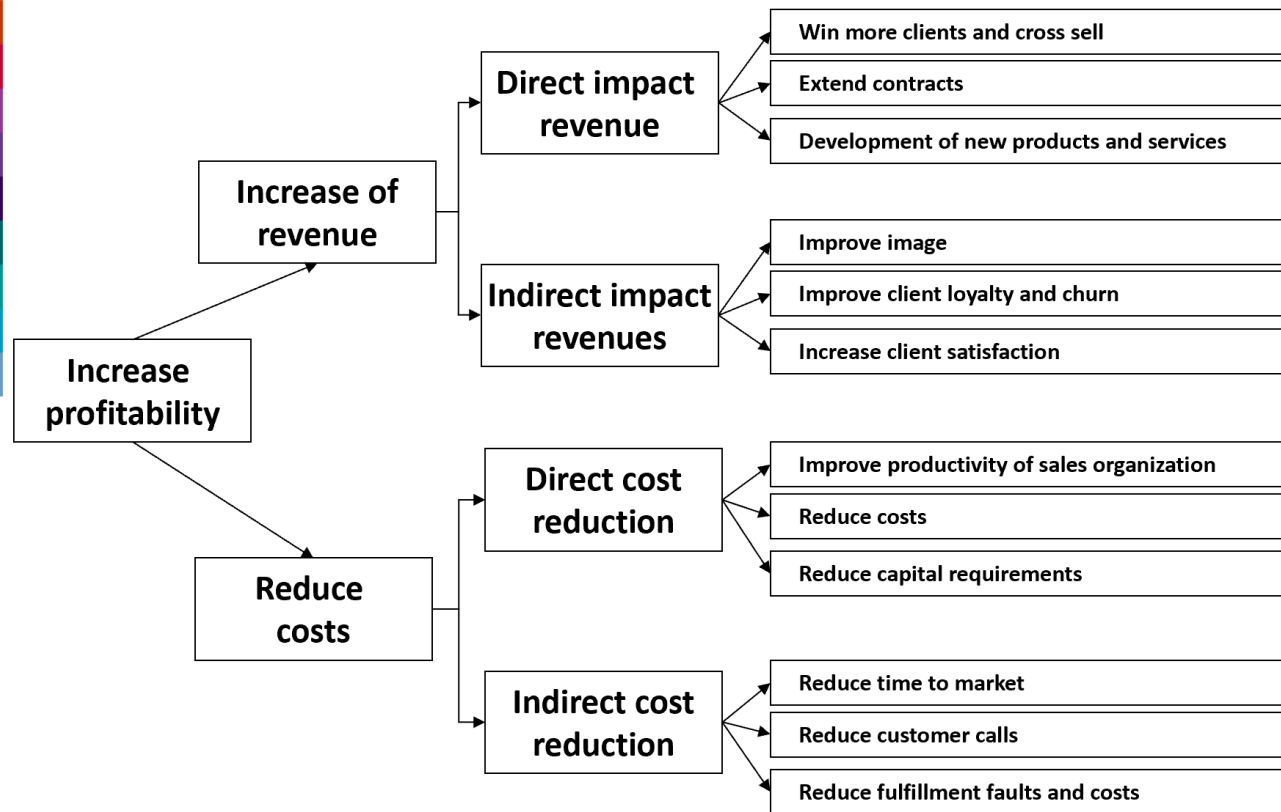 Increase
profitability
Increase of
revenue
Reduce
costs
Direct impact
revenue
Indirect impact
revenues
Direct cost
reduction
Indirect cost
reduction
Win more clients and cross sell
Extend contracts
Development of new products and services
Improve image
Improve client loyalty and churn
Increase client satisfaction
Improve productivity of sales organization
Reduce costs
Reduce capital requirements
Reduce time to market
Reduce customer calls
Reduce fulfillment faults and costs